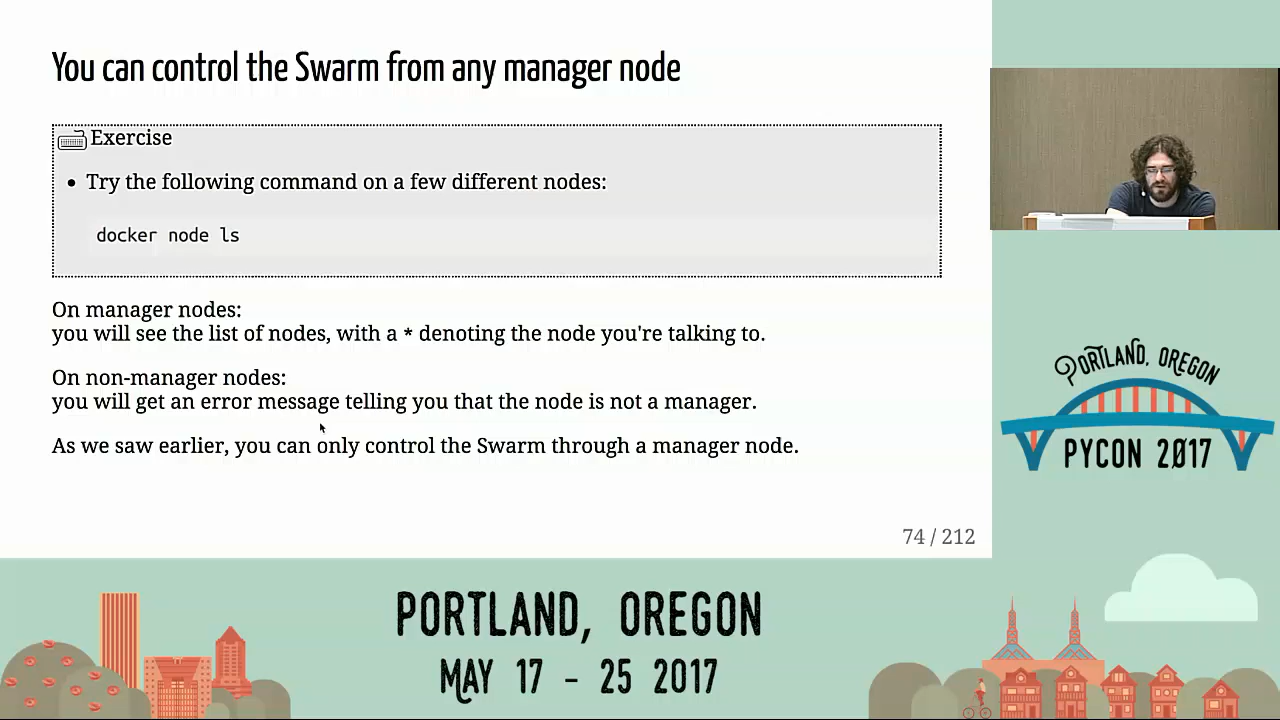 You can control the Swarm from any manager node
Exercise
• Try the following command on a few different nodes:
docker node ls
On manager nodes:
you will see the list of nodes, with a * denoting the node you're talking to.
On non-manager nodes:
you will get an error message telling you that the node is not a manager.
As we saw earlier, you can only control the Swarm through a manager node.
74 / 212
PORTLAND, OREGON
PYCON 2017
PORTLAND, OREGON
MAY 17 - 25 2017